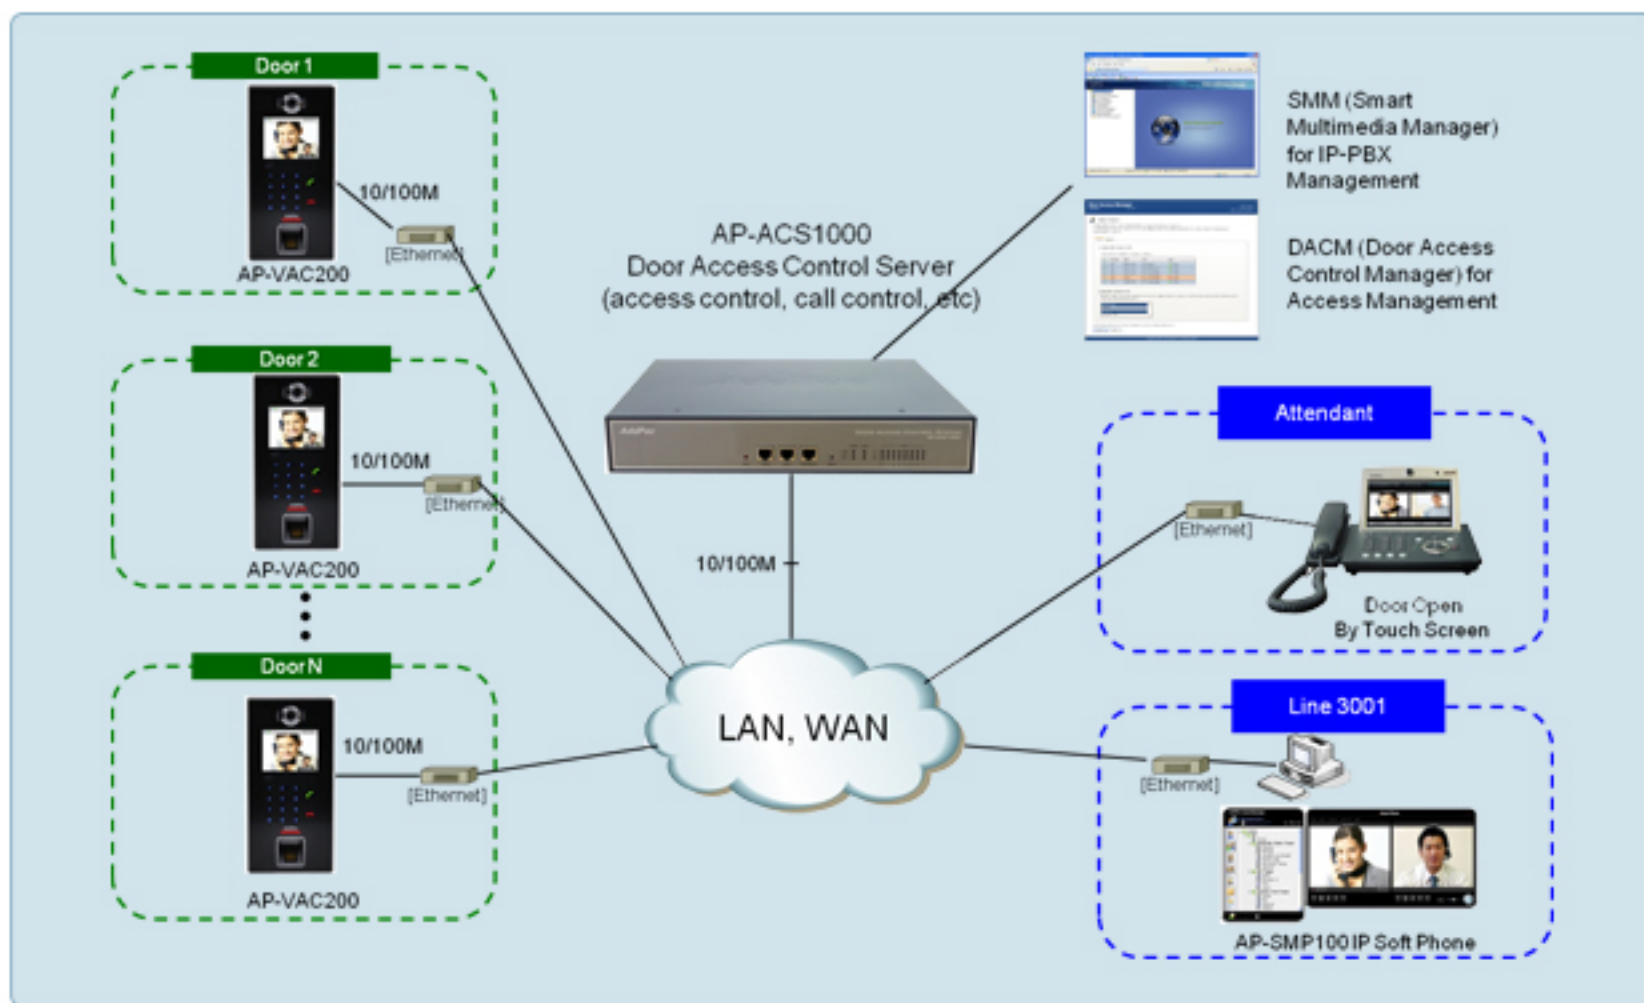 Door 1
10/100M
[Ethernet]
AP-VAC200
Door 2
10/100M
[Ethernet]
AP-VAC200
Door N
10/100M
[Ethernet]
AP-VAC200
AP-ACS1000
Door Access Control Server
(access control, call control, etc)
AddPac
10/100M
LAN, WAN
SMM (Smart
Multimedia Manager)
for IP-PBX
Management
DACM (Door Access
Control Manager) for
Access Management
Attendant
[Ethernet]
Door Open
By Touch Screen
Line 3001
[Ethernet]
AP-SMP100 IP Soft Phone